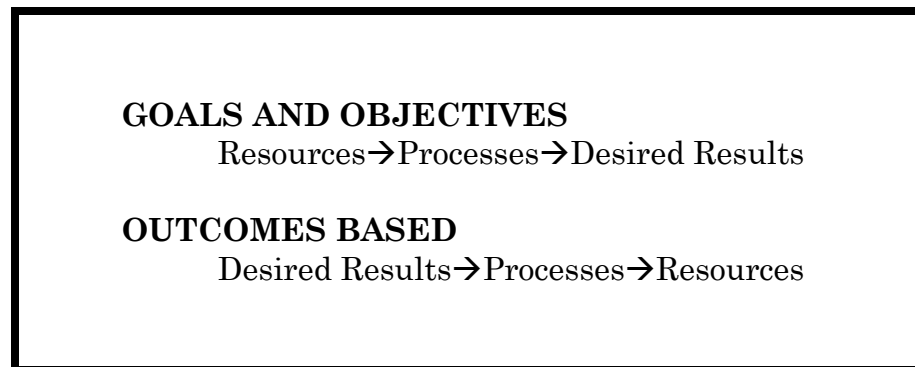 GOALS AND OBJECTIVES
Resources→Processes→Desired Results
OUTCOMES BASED
Desired Results→Processes→Resources